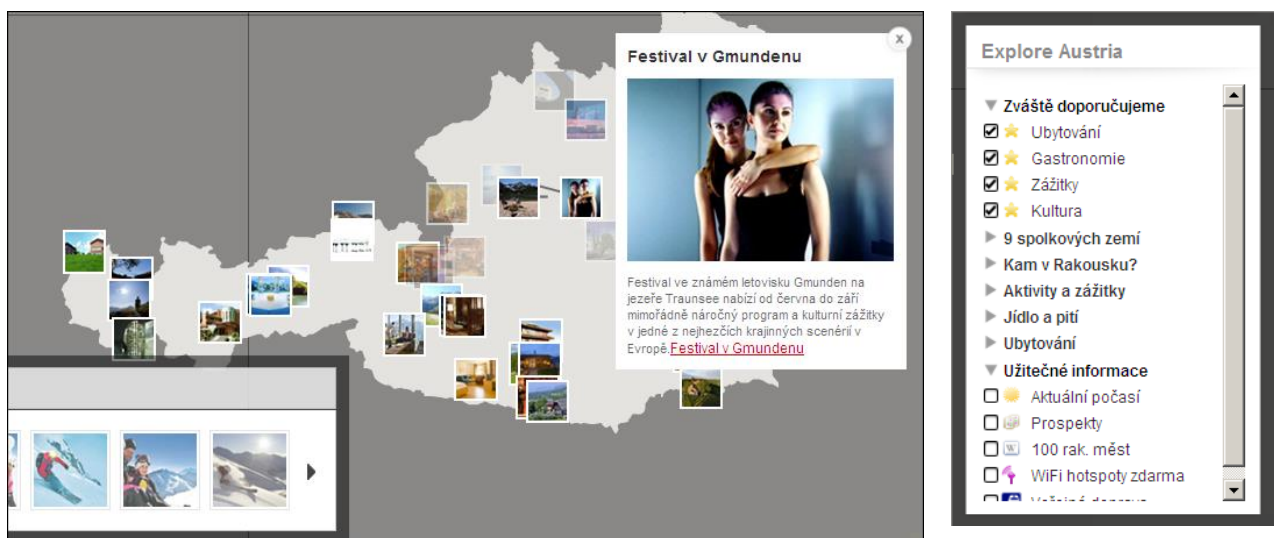 x
Festival v Gmundenu
Festival ve známém letovisku Gmunden na
jezeře Traunsee nabízí od června do září
mimořádně náročný program a kulturní zážitky
v jedné z nejhezčích krajinných scenérií v
Evropě.Festival v Gmundenu
Explore Austria
Zváště doporučujeme
Ubytování
Gastronomie
Zážitky
Kultura
9 spolkových zemí
Kam v Rakousku?
Aktivity a zážitky
Jídlo a pití
Ubytování
Užitečné informace
Aktuální počasí
Prospekty
W 100 rak. měst
WiFi hotspoty zdarma